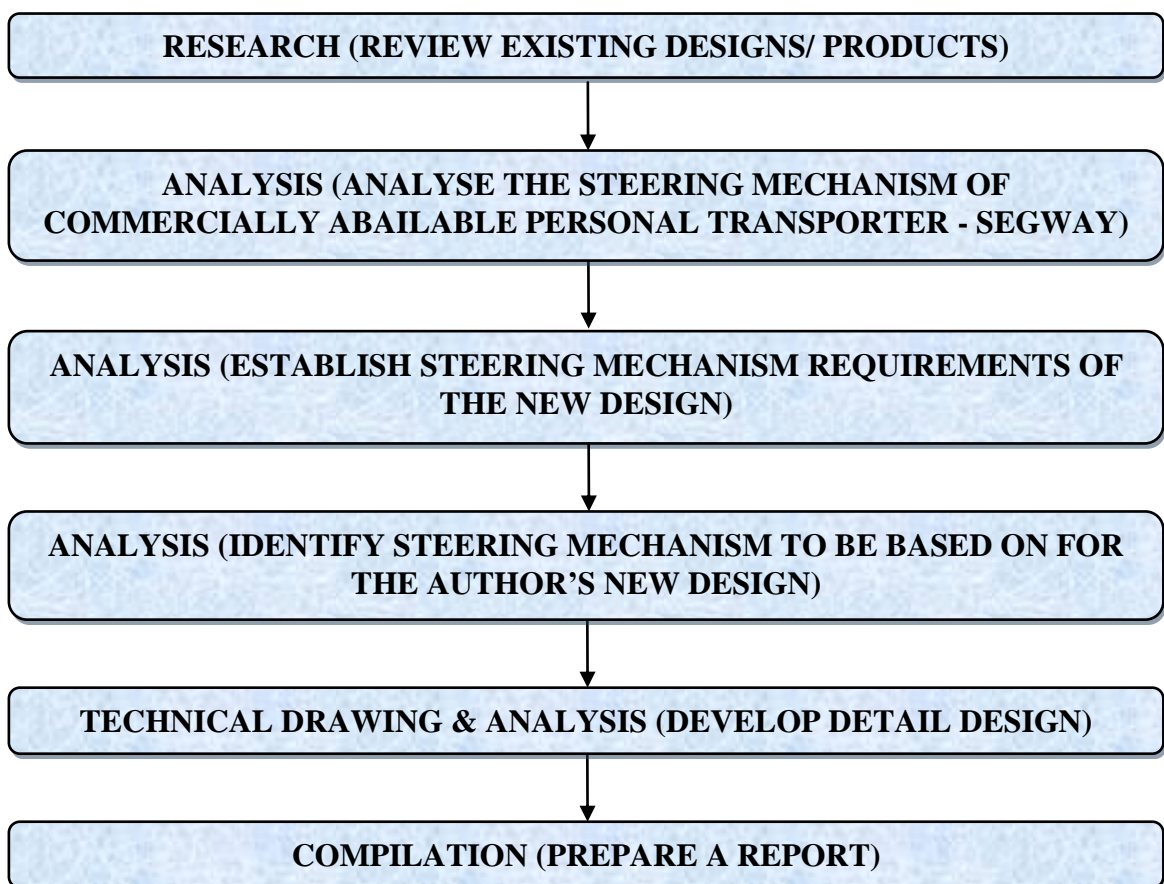 RESEARCH (REVIEW EXISTING DESIGNS/ PRODUCTS)
ANALYSIS (ANALYSE THE STEERING MECHANISM OF
COMMERCIALLY ABAILABLE PERSONAL TRANSPORTER - SEGWAY)
ANALYSIS (ESTABLISH STEERING MECHANISM REQUIREMENTS OF
THE NEW DESIGN)
ANALYSIS (IDENTIFY STEERING MECHANISM TO BE BASED ON FOR
THE AUTHOR’S NEW DESIGN)
TECHNICAL DRAWING & ANALYSIS (DEVELOP DETAIL DESIGN)
COMPILATION (PREPARE A REPORT)